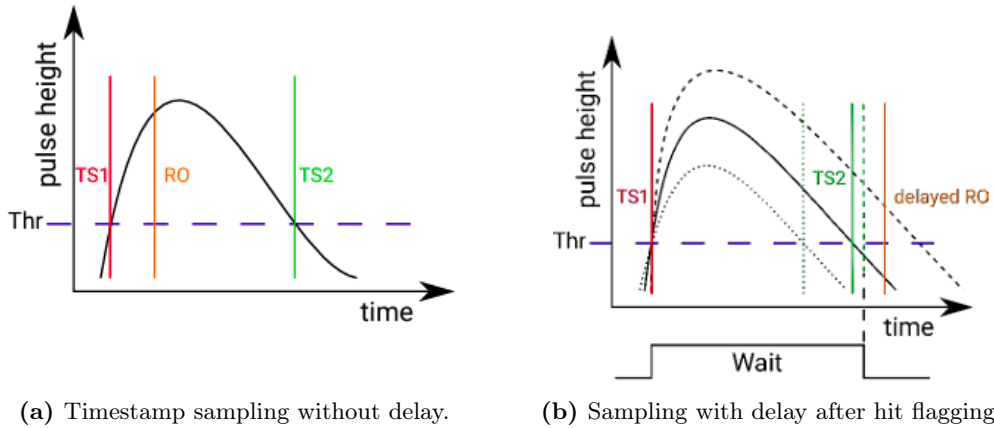 pulse height
TS1
RO
TS2
Thr
time
pulse height
TS1
TS2
delayed RO
Thr
time
Wait
(a) Timestamp sampling without delay.
(b) Sampling with delay after hit flagging